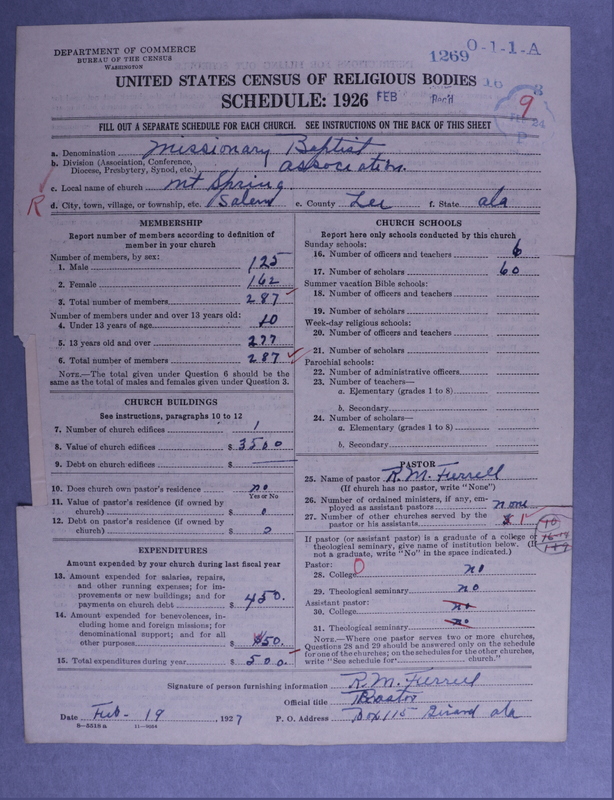 DEPARTMENT OF COMMERCE
BUREAU OF THE CENSUS
WASHINGTON
1269 0-1-1-A
UNITED STATES CENSUS OF RELIGIOUS BODIES
SCHEDULE: 1926 FEB Rec'd
9
FILL OUT A SEPARATE SCHEDULE FOR EACH CHURCH. SEE INSTRUCTIONS ON THE BACK OF THIS SHEET
a. Denomination Missionary Baptist
b. Division (Association, Conference, Diocese, Presbytery, Synod, etc.) association.
c. Local name of church Mt Spring
R d. City, town, village, or township, etc. Salem e. County Lee f. State ala
MEMBERSHIP
Report number of members according to definition of member in your church
Number of members, by sex:
1. Male 125
2. Female 162
3. Total number of members 287
Number of members under and over 13 years old:
4. Under 13 years of age 10
5. 13 years old and over 277
6. Total number of members 287
NOTE.—The total given under Question 6 should be the same as the total of males and females given under Question 3.
CHURCH BUILDINGS
See instructions, paragraphs 10 to 12
7. Number of church edifices 1
8. Value of church edifices $ 3500
9. Debt on church edifices $
10. Does church own pastor's residence no
Yes or No
11. Value of pastor's residence (if owned by church) $ 0
12. Debt on pastor's residence (if owned by church) $ 0
EXPENDITURES
Amount expended by your church during last fiscal year
13. Amount expended for salaries, repairs, and other running expenses; for improvements or new buildings; and for payments on church debt $ 450.
14. Amount expended for benevolences, including home and foreign missions; for denominational support; and for all other purposes $ 50.
15. Total expenditures during year $ 500.
CHURCH SCHOOLS
Report here only schools conducted by this church
Sunday schools:
16. Number of officers and teachers 6
17. Number of scholars 60
Summer vacation Bible schools:
18. Number of officers and teachers
19. Number of scholars
Week-day religious schools:
20. Number of officers and teachers
21. Number of scholars
Parochial schools:
22. Number of administrative officers
23. Number of teachers—
a. Elementary (grades 1 to 8)
b. Secondary
24. Number of scholars—
a. Elementary (grades 1 to 8)
b. Secondary
PASTOR
25. Name of pastor R. M. Ferrell
(If church has no pastor, write "None")
26. Number of ordained ministers, if any, employed as assistant pastors none
27. Number of other churches served by the pastor or his assistants 1
If pastor (or assistant pastor) is a graduate of a college or theological seminary, give name of institution below. (If not a graduate, write "No" in the space indicated.)
Pastor:
28. College no
29. Theological seminary no
Assistant pastor:
30. College no
31. Theological seminary no
NOTE.—Where one pastor serves two or more churches, Questions 28 and 29 should be answered only on the schedule for one of the churches; on the schedules for the other churches, write "See schedule for church."
Signature of person furnishing information R. M. Ferrell
Official title Pastor
Date Feb - 19, 1927 P. O. Address Box 115 Girard ala
8—5518 a